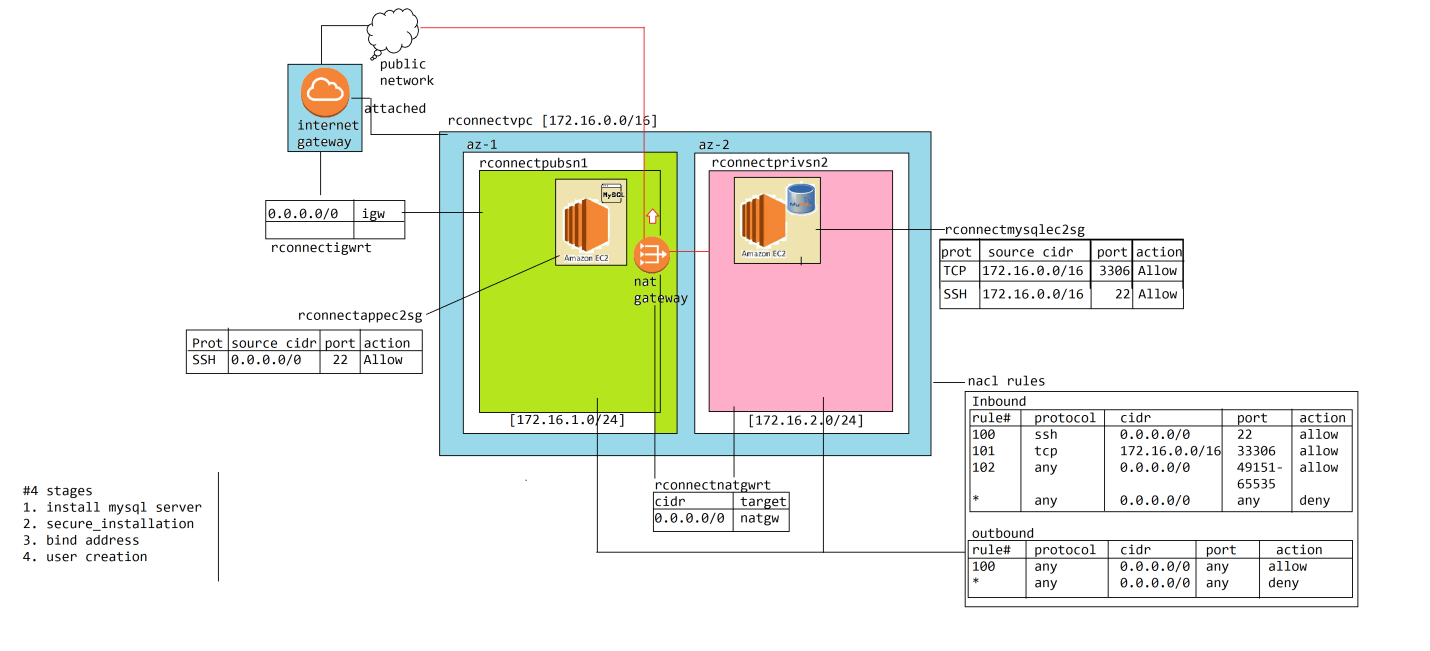 public
network
attached
internet
gateway
rconnectvpc [172.16.0.0/16]
az-1
az-2
rconnectpubsn1
rconnectprivsn2
MySQL
Amazon EC2
MySQL
Amazon EC2
0.0.0.0/0 igw
rconnectigwrt
nat
gateway
rconnectmysqlec2sg
prot source cidr port action
TCP 172.16.0.0/16 3306 Allow
SSH 172.16.0.0/16 22 Allow
rconnectappec2sg
Prot source cidr port action
SSH 0.0.0.0/0 22 Allow
[172.16.1.0/24]
[172.16.2.0/24]
nacl rules
Inbound
rule# protocol cidr port action
100 ssh 0.0.0.0/0 22 allow
101 tcp 172.16.0.0/16 33306 allow
102 any 0.0.0.0/0 49151- allow
65535
* any 0.0.0.0/0 any deny
outbound
rule# protocol cidr port action
100 any 0.0.0.0/0 any allow
* any 0.0.0.0/0 any deny
rconnectnatgwrt
cidr target
0.0.0.0/0 natgw
#4 stages
1. install mysql server
2. secure_installation
3. bind address
4. user creation